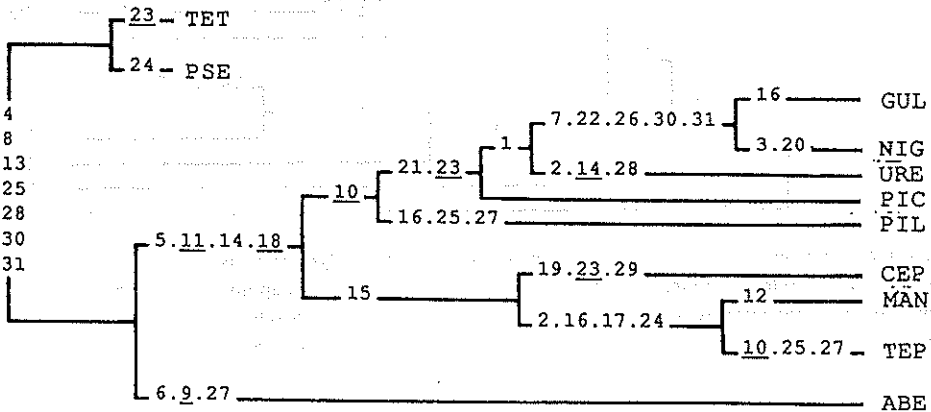 23 TET
24 PSE
16 GUL
4
7.22.26.30.31
8
1 3.20 NIG
13
21.23 2.14.28 URE
25
10 PIC
28
16.25.27 PIL
30
5.11.14.18
31
19.23.29 CEP
15 12 MAN
2.16.17.24
10.25.27 TEP
6.9.27 ABE